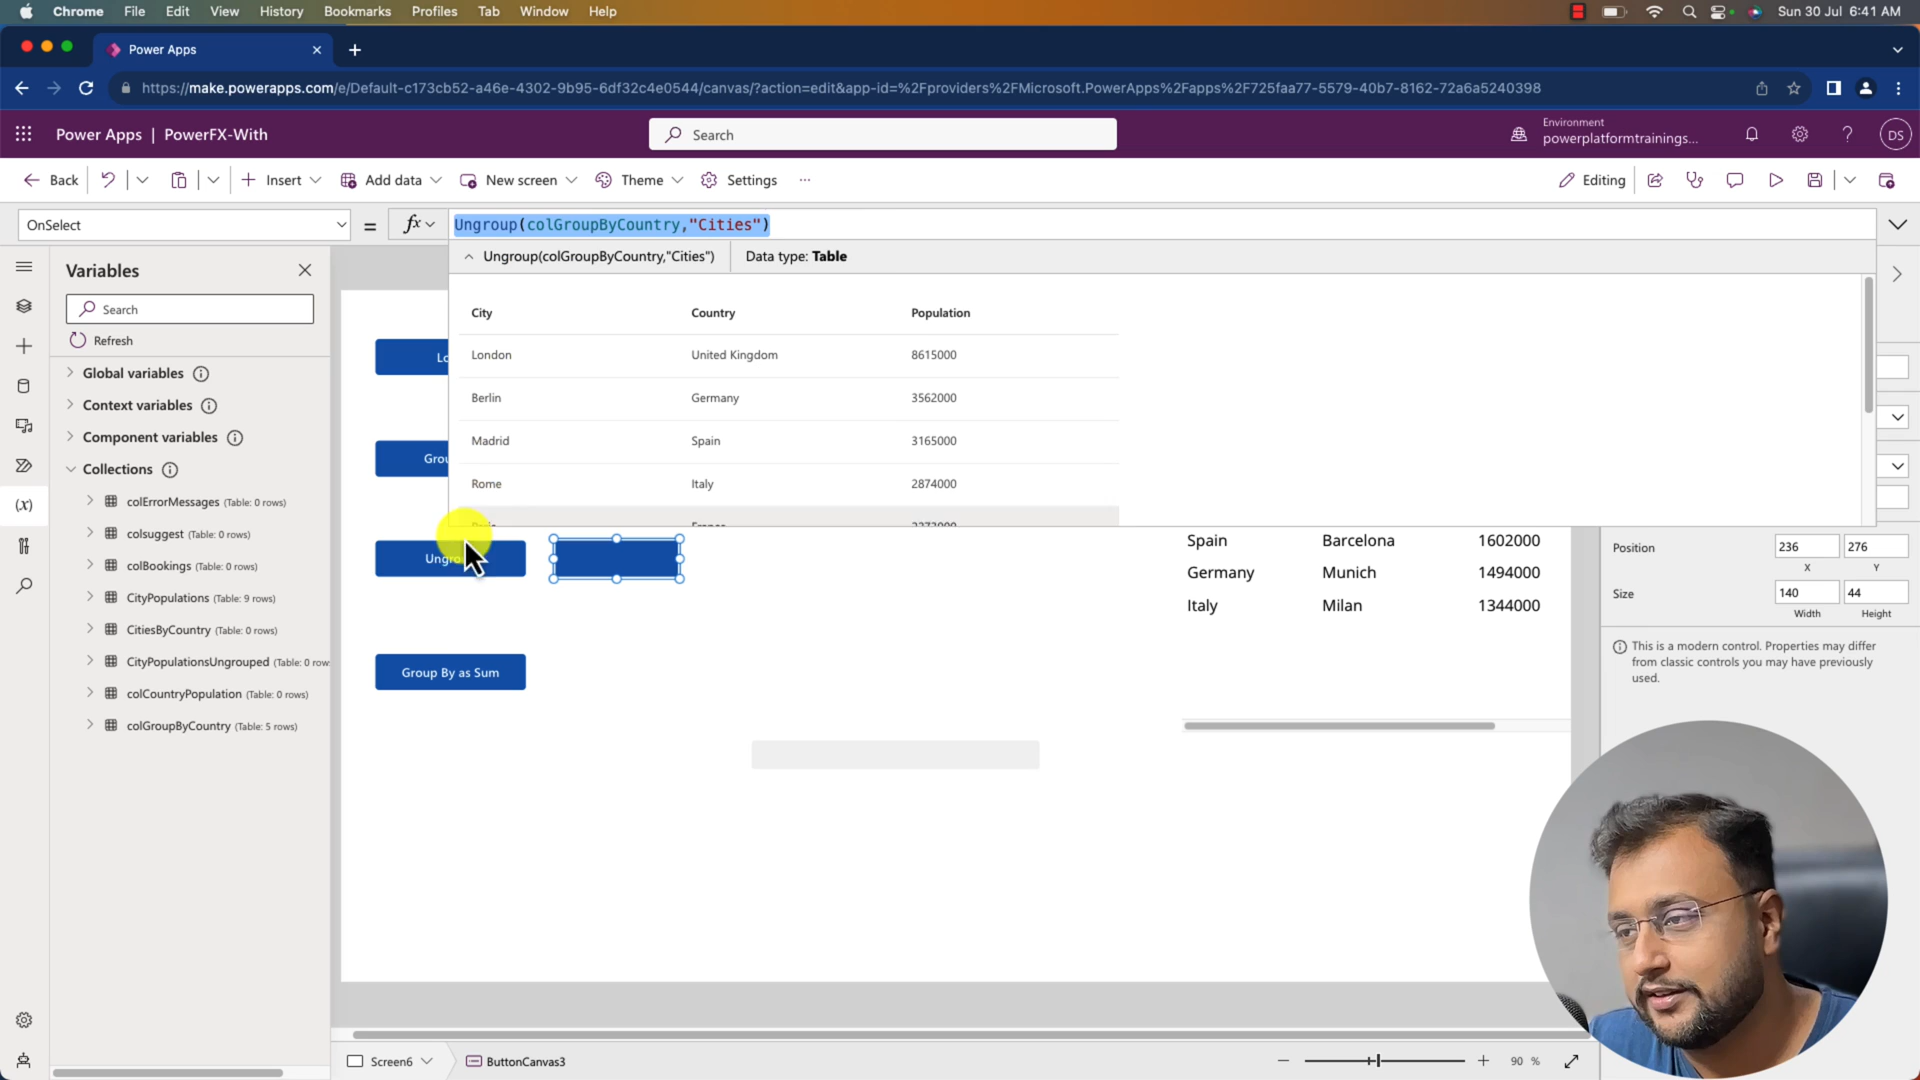 Chrome File Edit View History Bookmarks Profiles Tab Window Help Sun 30 Jul 6:41 AM
Power Apps
https://make.powerapps.com/e/Default-c173cb52-a46e-4302-9b95-6df32c4e0544/canvas/?action=edit&app-id=%2Fproviders%2FMicrosoft.PowerApps%2Fapps%2F725faa77-5579-40b7-8162-72a6a5240398
Power Apps | PowerFX-With
Search
Environment
powerplatformtrainings...
DS
Back Insert Add data New screen Theme Settings ... Editing
OnSelect = fx Ungroup(colGroupByCountry,"Cities")
Ungroup(colGroupByCountry,"Cities") Data type: Table
Variables
Search
Refresh
Global variables
Context variables
Component variables
Collections
colErrorMessages (Table: 0 rows)
colsuggest (Table: 0 rows)
colBookings (Table: 0 rows)
CityPopulations (Table: 9 rows)
CitiesByCountry (Table: 0 rows)
CityPopulationsUngrouped (Table: 0 row
colCountryPopulation (Table: 0 rows)
colGroupByCountry (Table: 5 rows)
City Country Population
London United Kingdom 8615000
Berlin Germany 3562000
Madrid Spain 3165000
Rome Italy 2874000
Lo
Grou
Ungro
Group By as Sum
Spain Barcelona 1602000
Germany Munich 1494000
Italy Milan 1344000
Position 236 276
X Y
Size 140 44
Width Height
This is a modern control. Properties may differ
from classic controls you may have previously
used.
(x)
Screen6 ButtonCanvas3 90 %